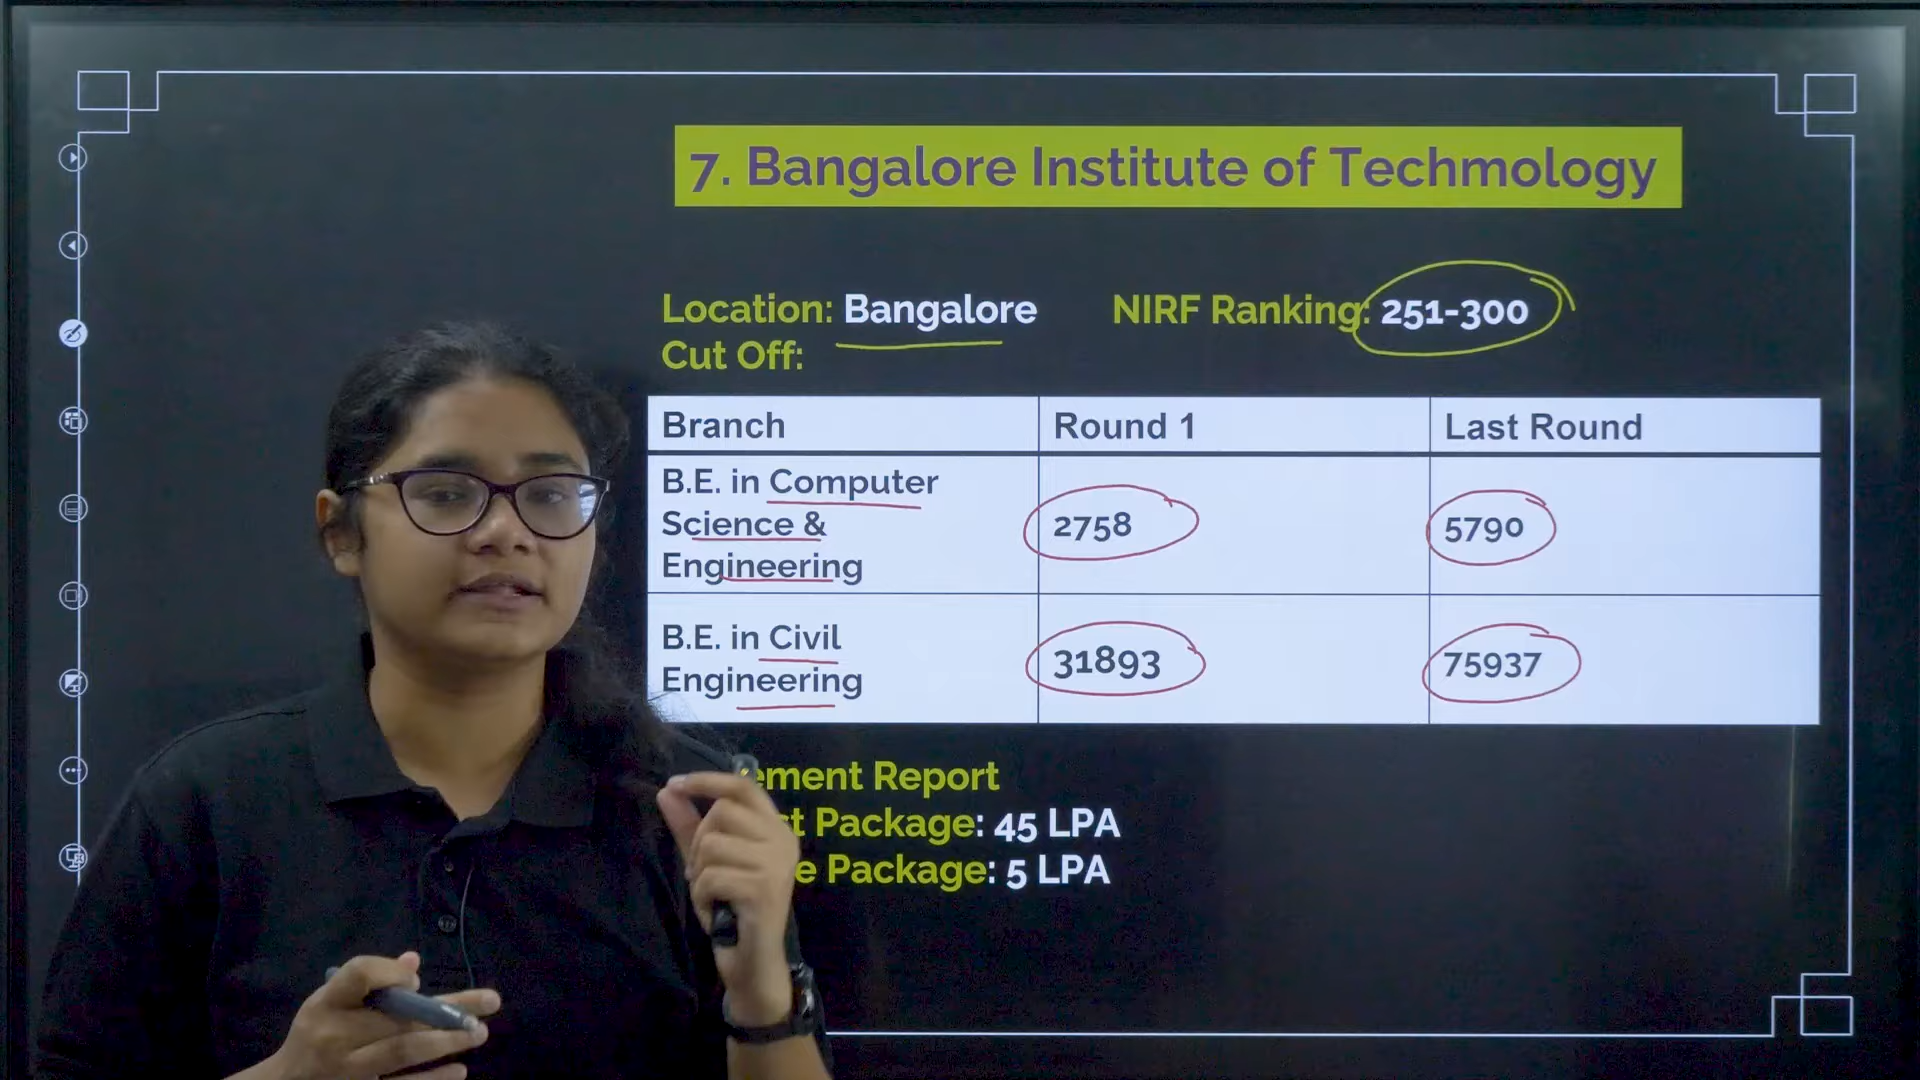 7. Bangalore Institute of Techmology
Location: Bangalore
NIRF Ranking: 251-300
Cut Off:
Branch
Round 1
Last Round
B.E. in Computer
Science &
Engineering
2758
5790
B.E. in Civil
Engineering
31893
75937
Report
Package: 45 LPA
Package: 5 LPA